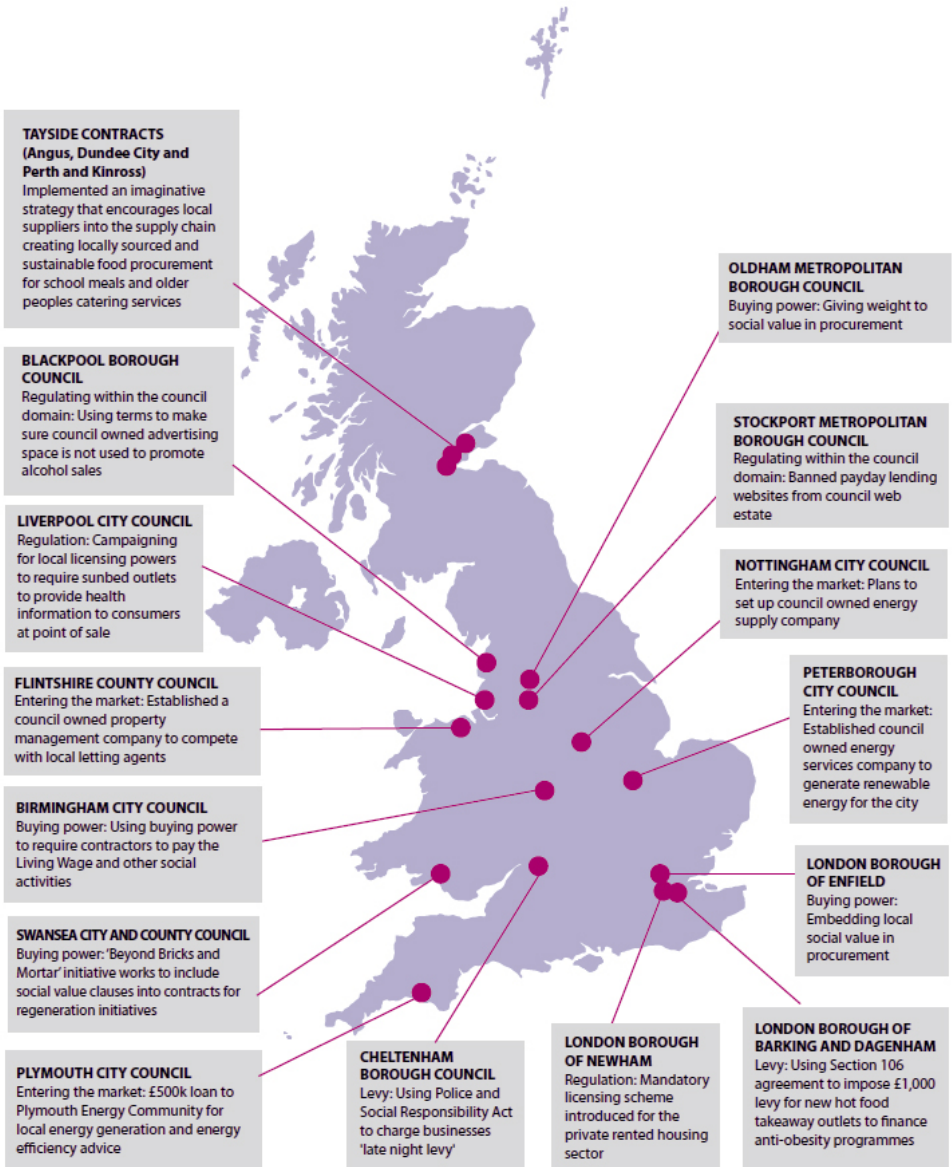 TAYSIDE CONTRACTS
(Angus, Dundee City and
Perth and Kinross)
Implemented an imaginative
strategy that encourages local
suppliers into the supply chain
creating locally sourced and
sustainable food procurement
for school meals and older
peoples catering services
BLACKPOOL BOROUGH
COUNCIL
Regulating within the council
domain: Using terms to make
sure council owned advertising
space is not used to promote
alcohol sales
LIVERPOOL CITY COUNCIL
Regulation: Campaigning
for local licensing powers
to require sunbed outlets
to provide health
information to consumers
at point of sale
FLINTSHIRE COUNTY COUNCIL
Entering the market: Established a
council owned property
management company to compete
with local letting agents
BIRMINGHAM CITY COUNCIL
Buying power: Using buying power
to require contractors to pay the
Living Wage and other social
activities
SWANSEA CITY AND COUNTY COUNCIL
Buying power: 'Beyond Bricks and
Mortar' initiative works to include
social value clauses into contracts for
regeneration initiatives
PLYMOUTH CITY COUNCIL
Entering the market: £500k loan to
Plymouth Energy Community for
local energy generation and energy
efficiency advice
CHELTENHAM
BOROUGH COUNCIL
Levy: Using Police and
Social Responsibility Act
to charge businesses
'late night levy'
LONDON BOROUGH
OF NEWHAM
Regulation: Mandatory
licensing scheme
introduced for the
private rented housing
sector
OLDHAM METROPOLITAN
BOROUGH COUNCIL
Buying power: Giving weight to
social value in procurement
STOCKPORT METROPOLITAN
BOROUGH COUNCIL
Regulating within the council
domain: Banned payday lending
websites from council web
estate
NOTTINGHAM CITY COUNCIL
Entering the market: Plans to
set up council owned energy
supply company
PETERBOROUGH
CITY COUNCIL
Entering the market:
Established council
owned energy
services company to
generate renewable
energy for the city
LONDON BOROUGH
OF ENFIELD
Buying power:
Embedding local
social value in
procurement
LONDON BOROUGH OF
BARKING AND DAGENHAM
Levy: Using Section 106
agreement to impose £1,000
levy for new hot food
takeaway outlets to finance
anti-obesity programmes